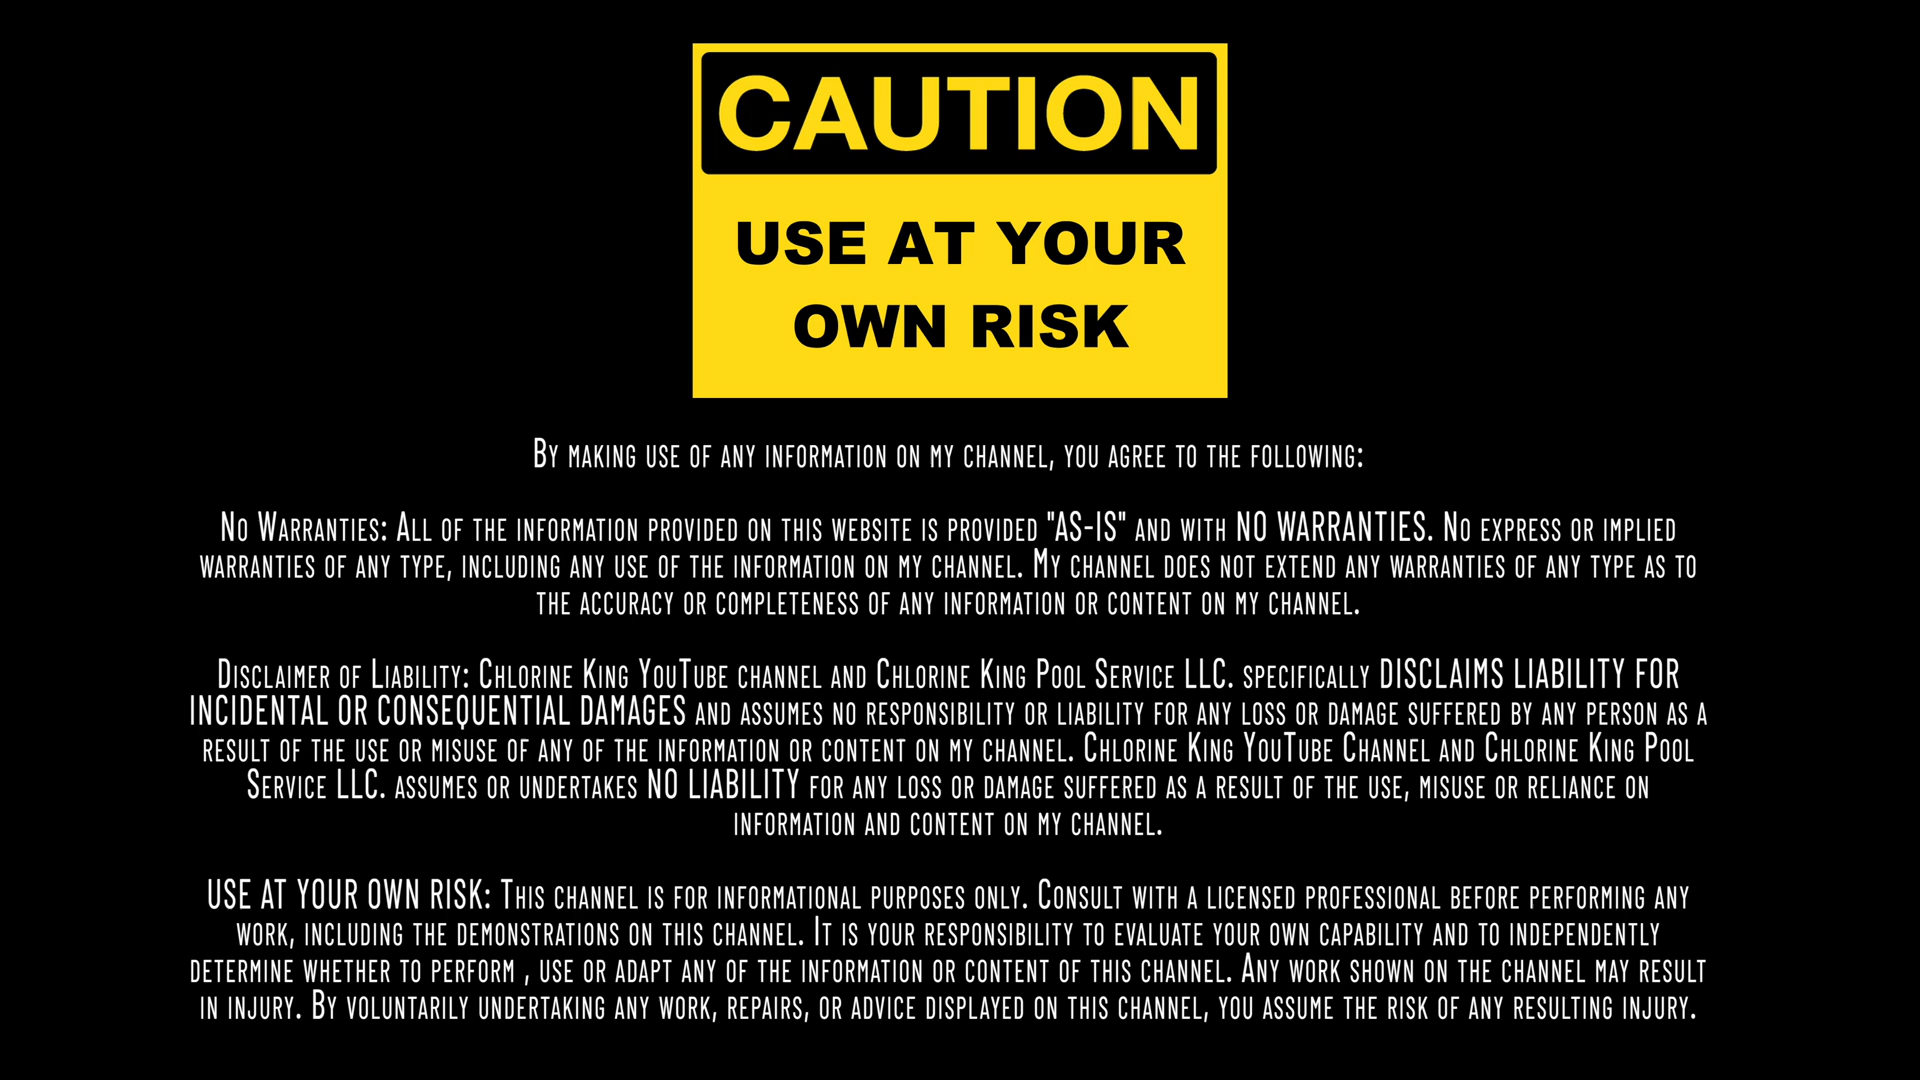 CAUTION
USE AT YOUR
OWN RISK
By making use of any information on my channel, you agree to the following:
No Warranties: All of the information provided on this website is provided "AS-IS" and with NO WARRANTIES. No express or implied
warranties of any type, including any use of the information on my channel. My channel does not extend any warranties of any type as to
the accuracy or completeness of any information or content on my channel.
Disclaimer of Liability: Chlorine King YouTube channel and Chlorine King Pool Service LLC. specifically DISCLAIMS LIABILITY FOR
INCIDENTAL OR CONSEQUENTIAL DAMAGES and assumes no responsibility or liability for any loss or damage suffered by any person as a
result of the use or misuse of any of the information or content on my channel. Chlorine King YouTube Channel and Chlorine King Pool
Service LLC. assumes or undertakes NO LIABILITY for any loss or damage suffered as a result of the use, misuse or reliance on
information and content on my channel.
USE AT YOUR OWN RISK: This channel is for informational purposes only. Consult with a licensed professional before performing any
work, including the demonstrations on this channel. It is your responsibility to evaluate your own capability and to independently
determine whether to perform , use or adapt any of the information or content of this channel. Any work shown on the channel may result
in injury. By voluntarily undertaking any work, repairs, or advice displayed on this channel, you assume the risk of any resulting injury.